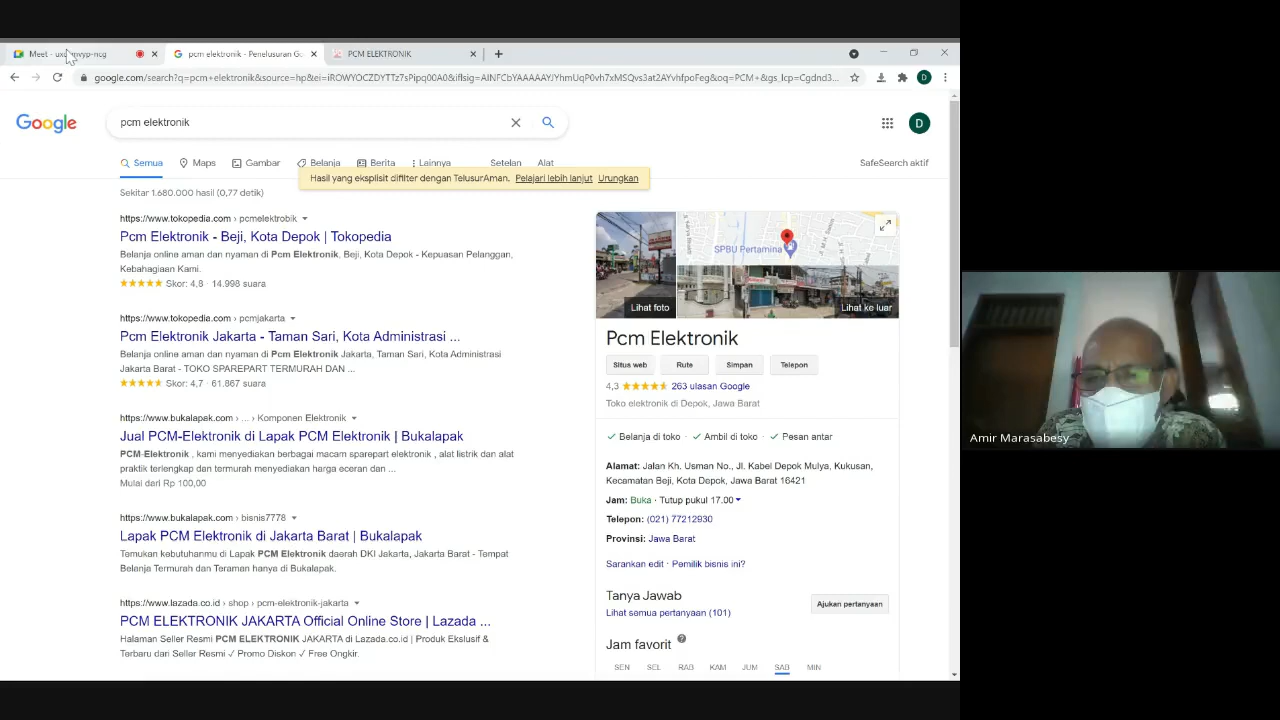 Meet - 
pcm elektronik - Penelusuran Go
PCM ELEKTRONIK
google.com/search?q=pcm+elektronik&source=hp&ei=
Google
pcm elektronik
D
Semua
Maps
Gambar
Belanja
Berita
Lainnya
Setelan
Alat
SafeSearch aktif
Hasil yang eksplisit difilter dengan TelusurAman. Pelajari lebih lanjut Urungkan
Sekitar 1.680.000 hasil (0,77 detik)
https://www.tokopedia.com › pcmelektrobik
Pcm Elektronik - Beji, Kota Depok | Tokopedia
Belanja online aman dan nyaman di Pcm Elektronik, Beji, Kota Depok - Kepuasan Pelanggan,
Kebahagiaan Kami.
Skor: 4,8 · 14.998 suara
https://www.tokopedia.com › pcmjakarta
Pcm Elektronik Jakarta - Taman Sari, Kota Administrasi ...
Belanja online aman dan nyaman di Pcm Elektronik Jakarta, Taman Sari, Kota Administrasi
Jakarta Barat - TOKO SPAREPART TERMURAH DAN ...
Skor: 4,7 · 61.867 suara
https://www.bukalapak.com › ... › Komponen Elektronik
Jual PCM-Elektronik di Lapak PCM Elektronik | Bukalapak
PCM-Elektronik , kami menyediakan berbagai macam sparepart elektronik , alat listrik dan alat
praktik terlengkap dan termurah menyediakan harga eceran dan ...
Mulai dari Rp 100,00
https://www.bukalapak.com › bisnis7778
Lapak PCM Elektronik di Jakarta Barat | Bukalapak
Temukan kebutuhanmu di Lapak PCM Elektronik daerah DKI Jakarta, Jakarta Barat - Tempat
Belanja Termurah dan Teraman hanya di Bukalapak.
https://www.lazada.co.id › shop › pcm-elektronik-jakarta
PCM ELEKTRONIK JAKARTA Official Online Store | Lazada ...
Halaman Seller Resmi PCM ELEKTRONIK JAKARTA di Lazada.co.id | Produk Ekslusif &
Terbaru dari Seller Resmi √ Promo Diskon √ Free Ongkir.
SPBU Pertamina
Lihat foto
Lihat ke luar
Pcm Elektronik
Situs web
Rute
Simpan
Telepon
4,3
263 ulasan Google
Toko elektronik di Depok, Jawa Barat
Belanja di toko · Ambil di toko · Pesan antar
Alamat: Jalan Kh. Usman No., Jl. Kabel Depok Mulya, Kukusan,
Kecamatan Beji, Kota Depok, Jawa Barat 16421
Jam: Buka · Tutup pukul 17.00
Telepon: (021) 77212930
Provinsi: Jawa Barat
Sarankan edit · Pemilik bisnis ini?
Tanya Jawab
Lihat semua pertanyaan (101)
Ajukan pertanyaan
Jam favorit
SEN SEL RAB KAM JUM SAB MIN
Amir Marasabesy